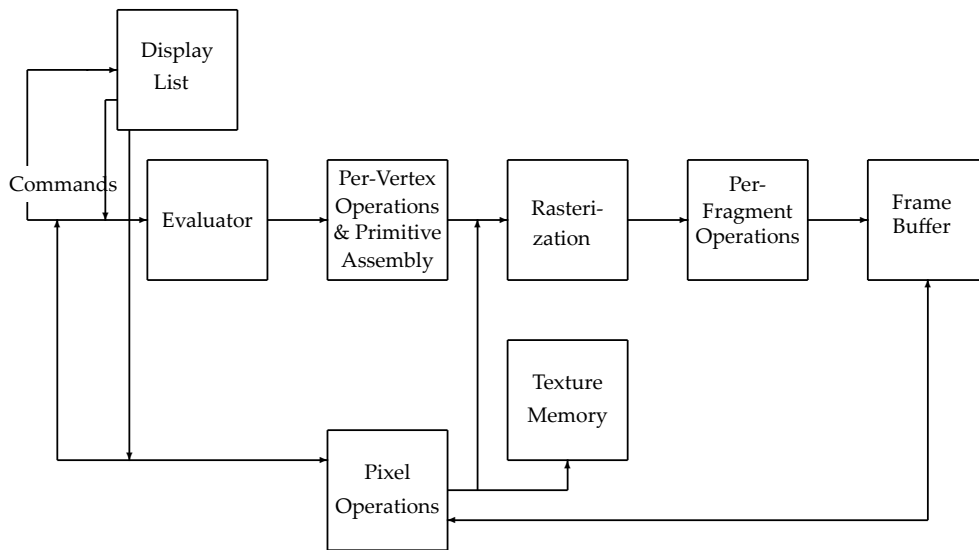 Display
List
Commands
Evaluator
Per-Vertex
Operations
& Primitive
Assembly
Rasteri-
zation
Per-
Fragment
Operations
Frame
Buffer
Texture
Memory
Pixel
Operations